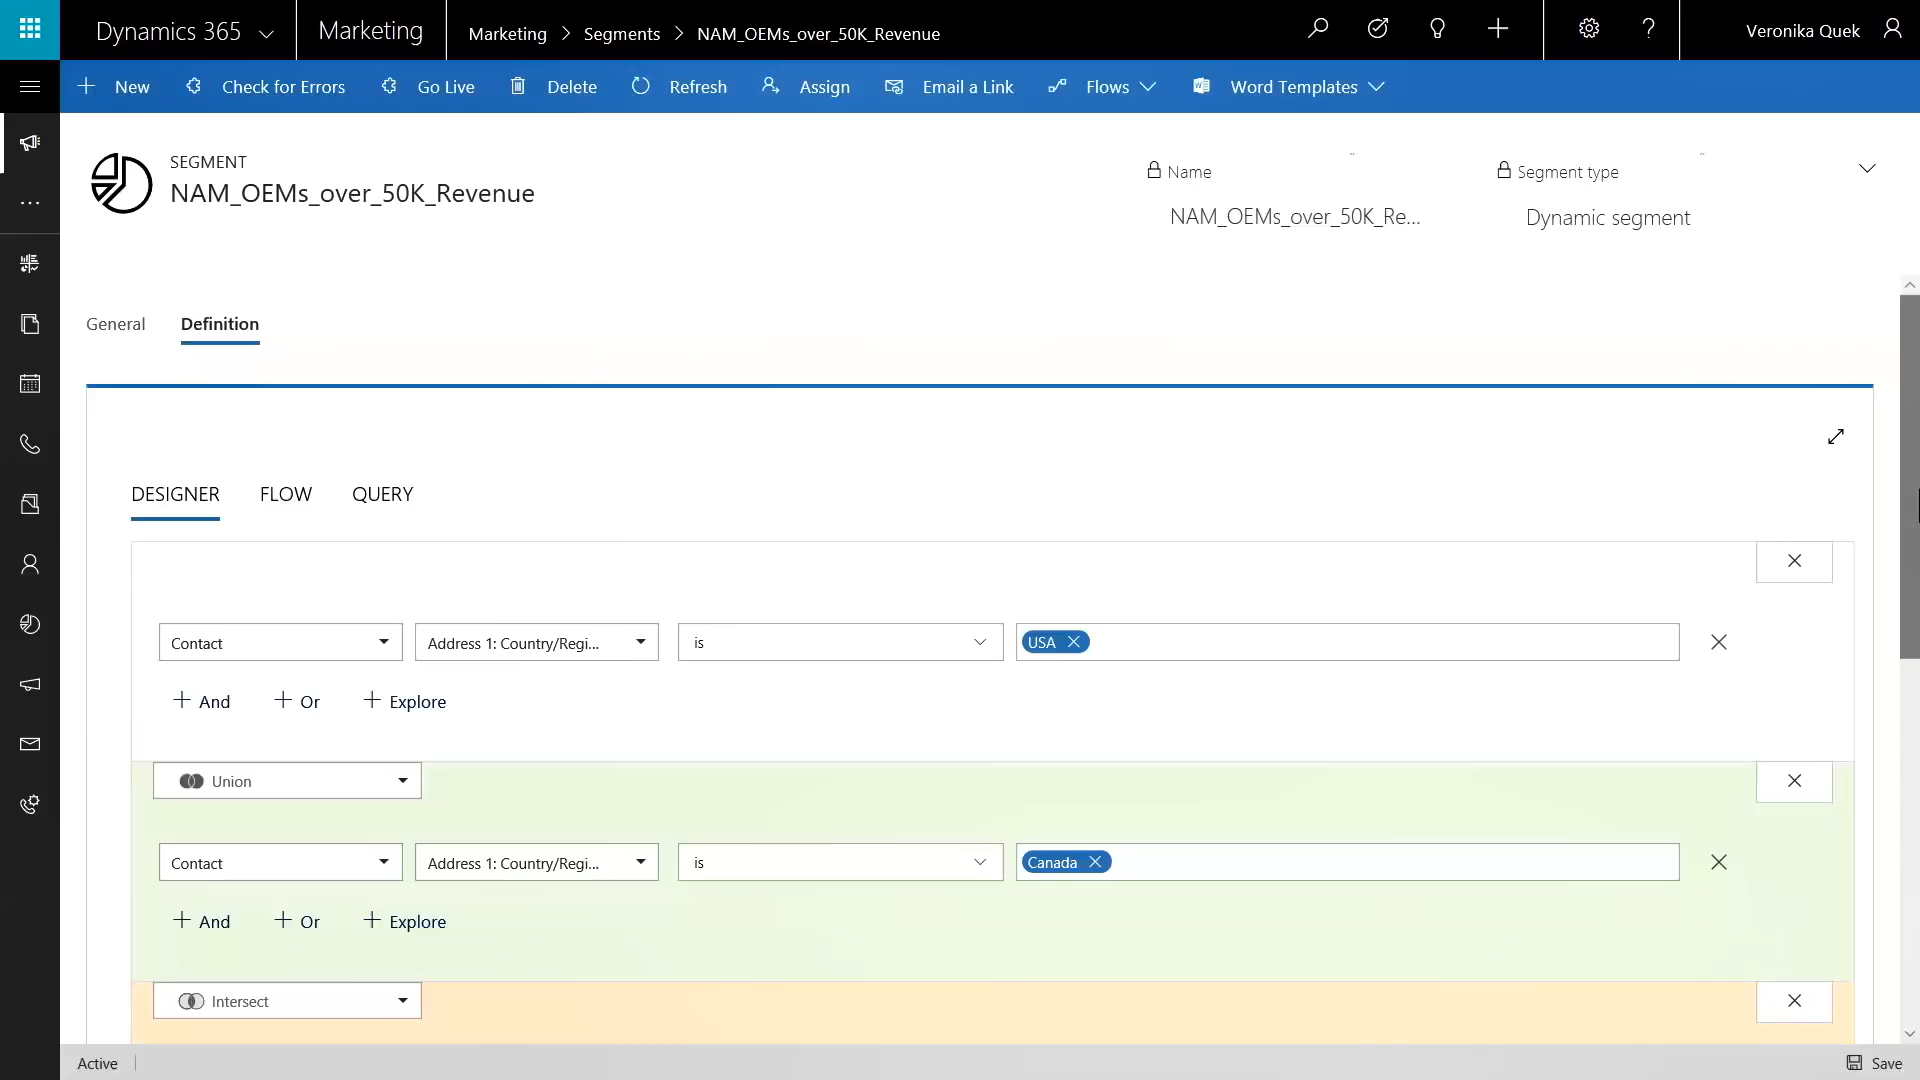 Dynamics 365
Marketing
Marketing > Segments > NAM_OEMs_over_50K_Revenue
Veronika Quek
New
Check for Errors
Go Live
Delete
Refresh
Assign
Email a Link
Flows
Word Templates
SEGMENT
NAM_OEMs_over_50K_Revenue
Name
NAM_OEMs_over_50K_Re...
Segment type
Dynamic segment
General
Definition
DESIGNER
FLOW
QUERY
Contact
Address 1: Country/Regi...
is
USA
And
Or
Explore
Union
Contact
Address 1: Country/Regi...
is
Canada
And
Or
Explore
Intersect
Active
Save